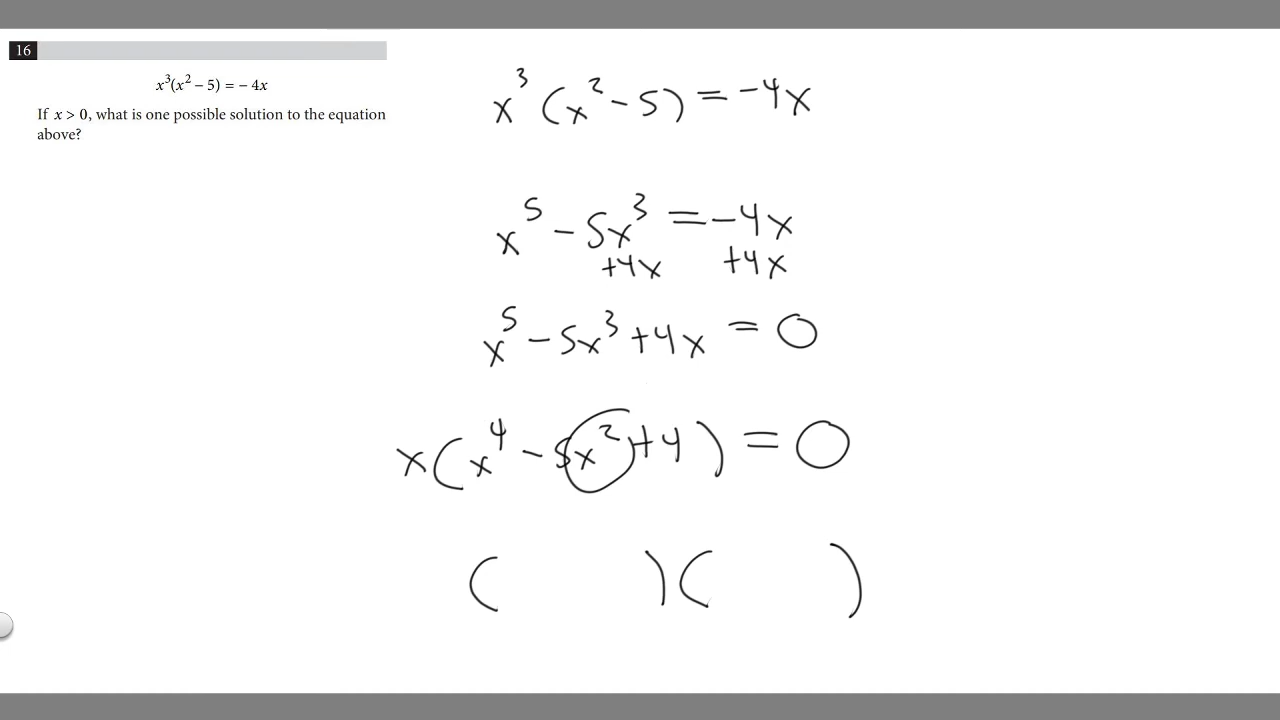 16
x³(x² – 5) = – 4x
If x > 0, what is one possible solution to the equation
above?
x³ (x² - 5) = -4x
x⁵ - 5x³ = -4x
+4x +4x
x⁵ - 5x³ + 4x = 0
x(x⁴ - 5x² + 4) = 0
( )( )